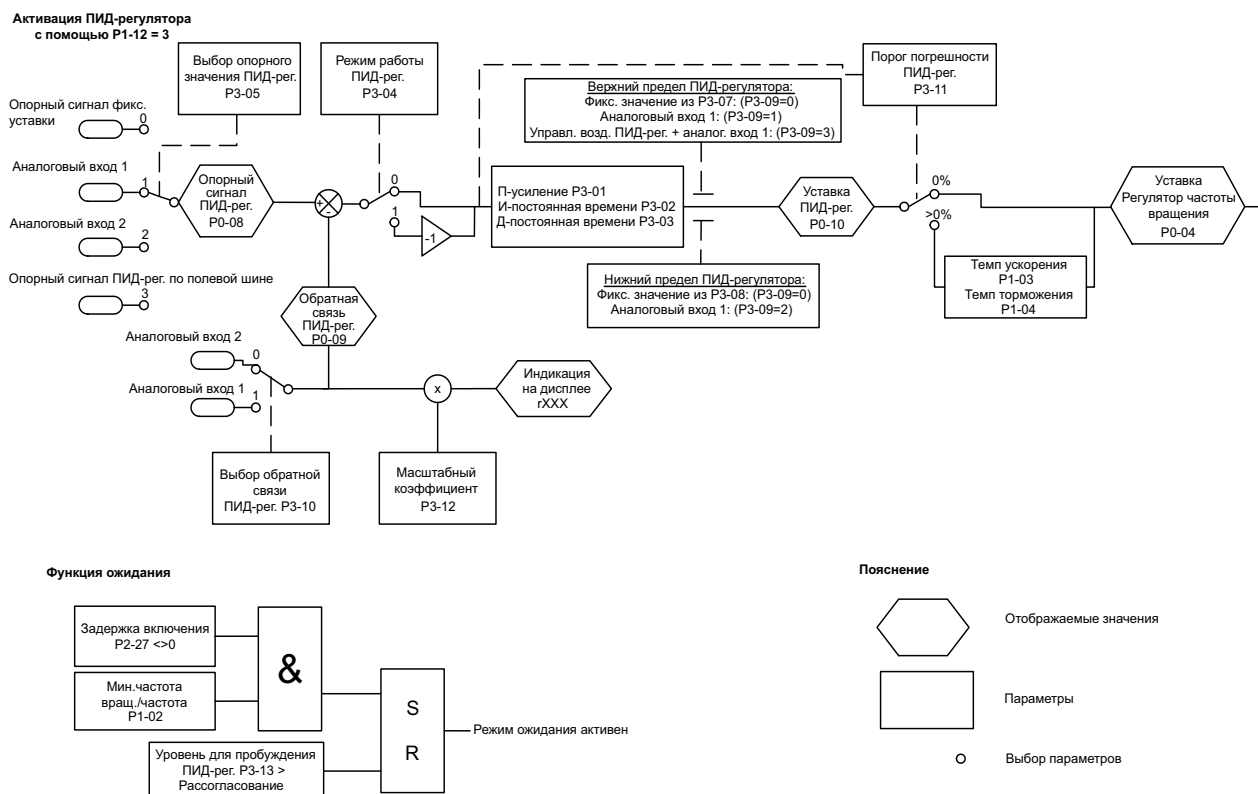 Активация ПИД-регулятора
с помощью P1-12 = 3
Выбор опорного
значения ПИД-рег.
P3-05
Режим работы
ПИД-рег.
P3-04
Верхний предел ПИД-регулятора:
Фикс. значение из P3-07: (P3-09=0)
Аналоговый вход 1: (P3-09=1)
Управл. возд. ПИД-рег. + аналог. вход 1: (P3-09=3)
Порог погрешности
ПИД-рег.
P3-11
Опорный сигнал фикс.
уставки
0
Аналоговый вход 1
1
Аналоговый вход 2
2
Опорный сигнал ПИД-рег. по полевой шине
3
Опорный
сигнал
ПИД-рег.
P0-08
+
-
0
1
-1
П-усиление P3-01
И-постоянная времени P3-02
Д-постоянная времени P3-03
Уставка
ПИД-рег.
P0-10
0%
>0%
Уставка
Регулятор частоты
вращения
P0-04
Темп ускорения
P1-03
Темп торможения
P1-04
Нижний предел ПИД-регулятора:
Фикс. значение из P3-08: (P3-09=0)
Аналоговый вход 1: (P3-09=2)
Обратная
связь
ПИД-рег.
P0-09
Аналоговый вход 2
0
Аналоговый вход 1
1
x
Индикация
на дисплее
rXXX
Выбор обратной
связи
ПИД-рег. P3-10
Масштабный
коэффициент
P3-12
Функция ожидания
Задержка включения
P2-27 <>0
Мин.частота
вращ./частота
P1-02
&
Уровень для пробуждения
ПИД-рег. P3-13 >
Рассогласование
S
R
Режим ожидания активен
Пояснение
Отображаемые значения
Параметры
Выбор параметров